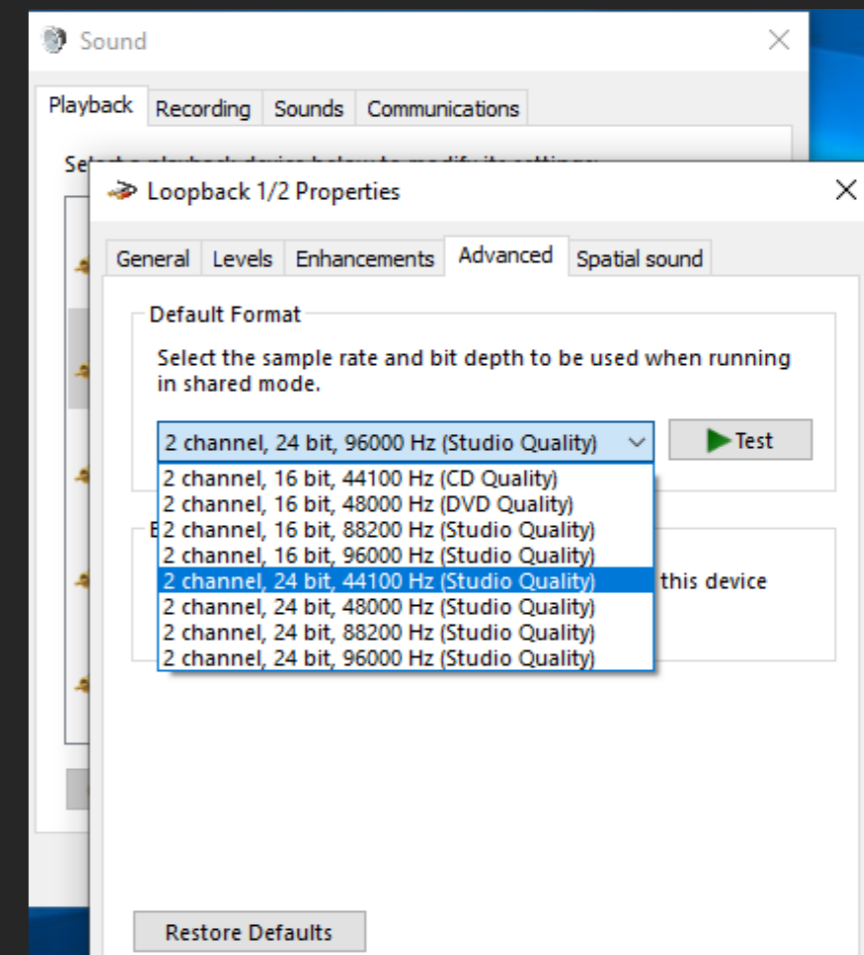 Sound
Playback Recording Sounds Communications
Loopback 1/2 Properties
General Levels Enhancements Advanced Spatial sound
Default Format
Select the sample rate and bit depth to be used when running
in shared mode.
2 channel, 24 bit, 96000 Hz (Studio Quality)
Test
2 channel, 16 bit, 44100 Hz (CD Quality)
2 channel, 16 bit, 48000 Hz (DVD Quality)
2 channel, 16 bit, 88200 Hz (Studio Quality)
2 channel, 16 bit, 96000 Hz (Studio Quality)
2 channel, 24 bit, 44100 Hz (Studio Quality) this device
2 channel, 24 bit, 48000 Hz (Studio Quality)
2 channel, 24 bit, 88200 Hz (Studio Quality)
2 channel, 24 bit, 96000 Hz (Studio Quality)
Restore Defaults